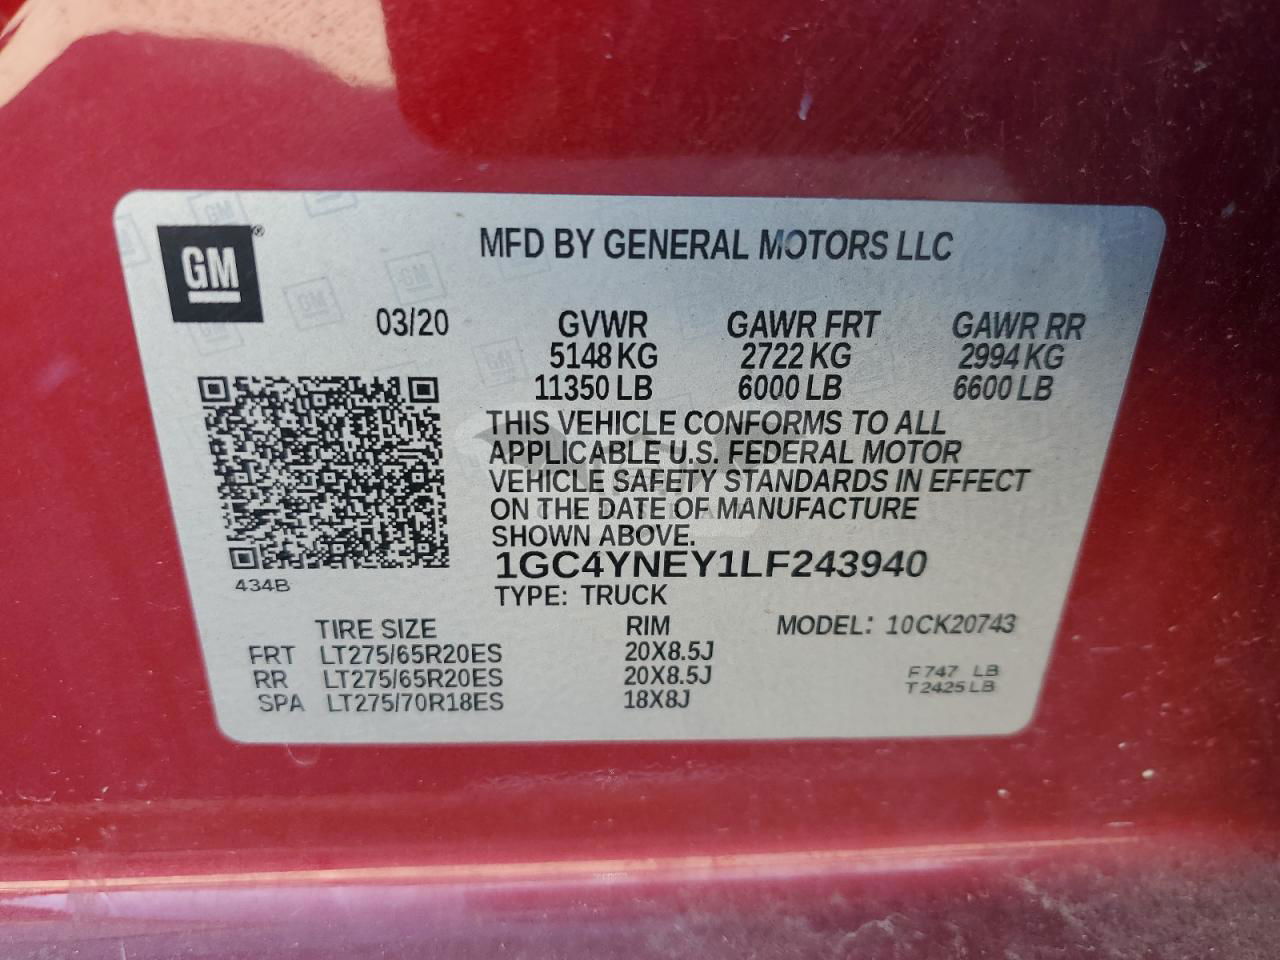 GM®
MFD BY GENERAL MOTORS LLC
03/20
GVWR GAWR FRT GAWR RR
5148 KG 2722 KG 2994 KG
11350 LB 6000 LB 6600 LB
THIS VEHICLE CONFORMS TO ALL
APPLICABLE U.S. FEDERAL MOTOR
VEHICLE SAFETY STANDARDS IN EFFECT
ON THE DATE OF MANUFACTURE
SHOWN ABOVE.
1GC4YNEY1LF243940
TYPE: TRUCK
434B
TIRE SIZE RIM MODEL: 10CK20743
FRT LT275/65R20ES 20X8.5J
RR LT275/65R20ES 20X8.5J
SPA LT275/70R18ES 18X8J
F 747 LB
T 2425 LB